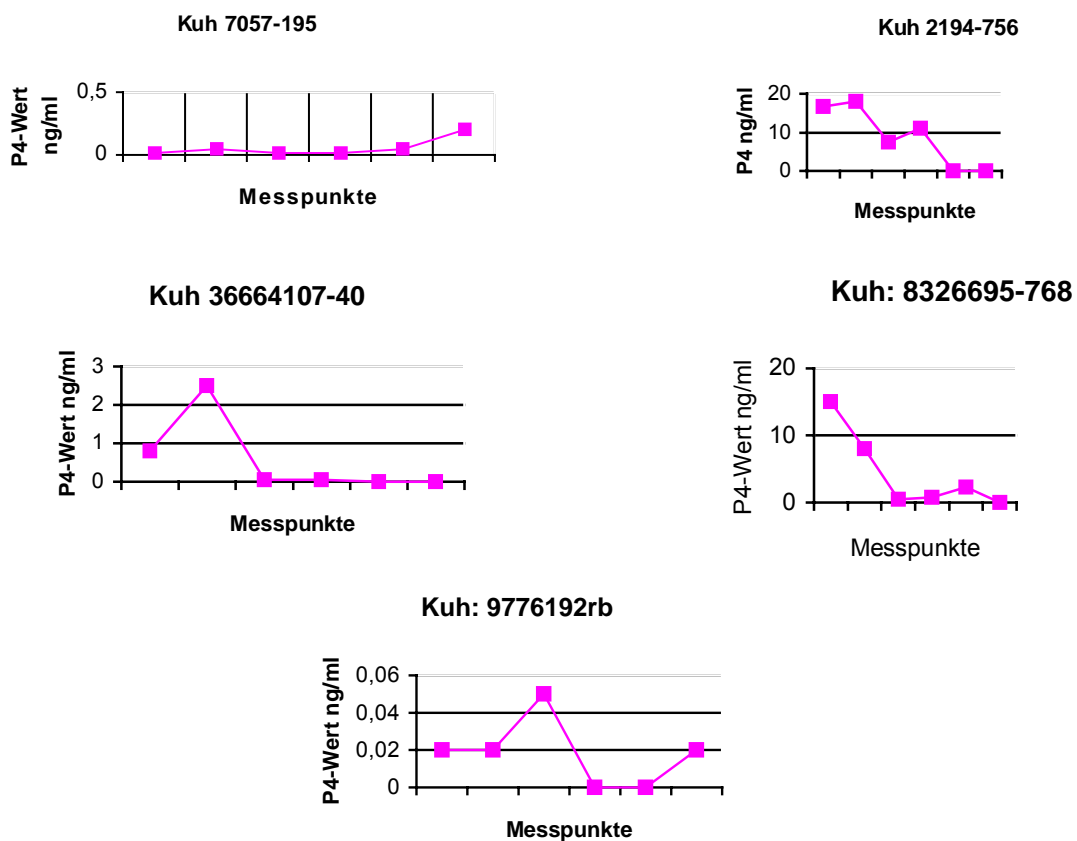 Kuh 7057-195
P4-Wert
ng/ml
0,5
0
Messpunkte
Kuh 2194-756
P4 ng/ml
20
10
0
Messpunkte
Kuh 36664107-40
P4-Wert ng/ml
3
2
1
0
Messpunkte
Kuh: 8326695-768
P4-Wert ng/ml
20
10
0
Messpunkte
Kuh: 9776192rb
P4-Wert ng/ml
0,06
0,04
0,02
0
Messpunkte